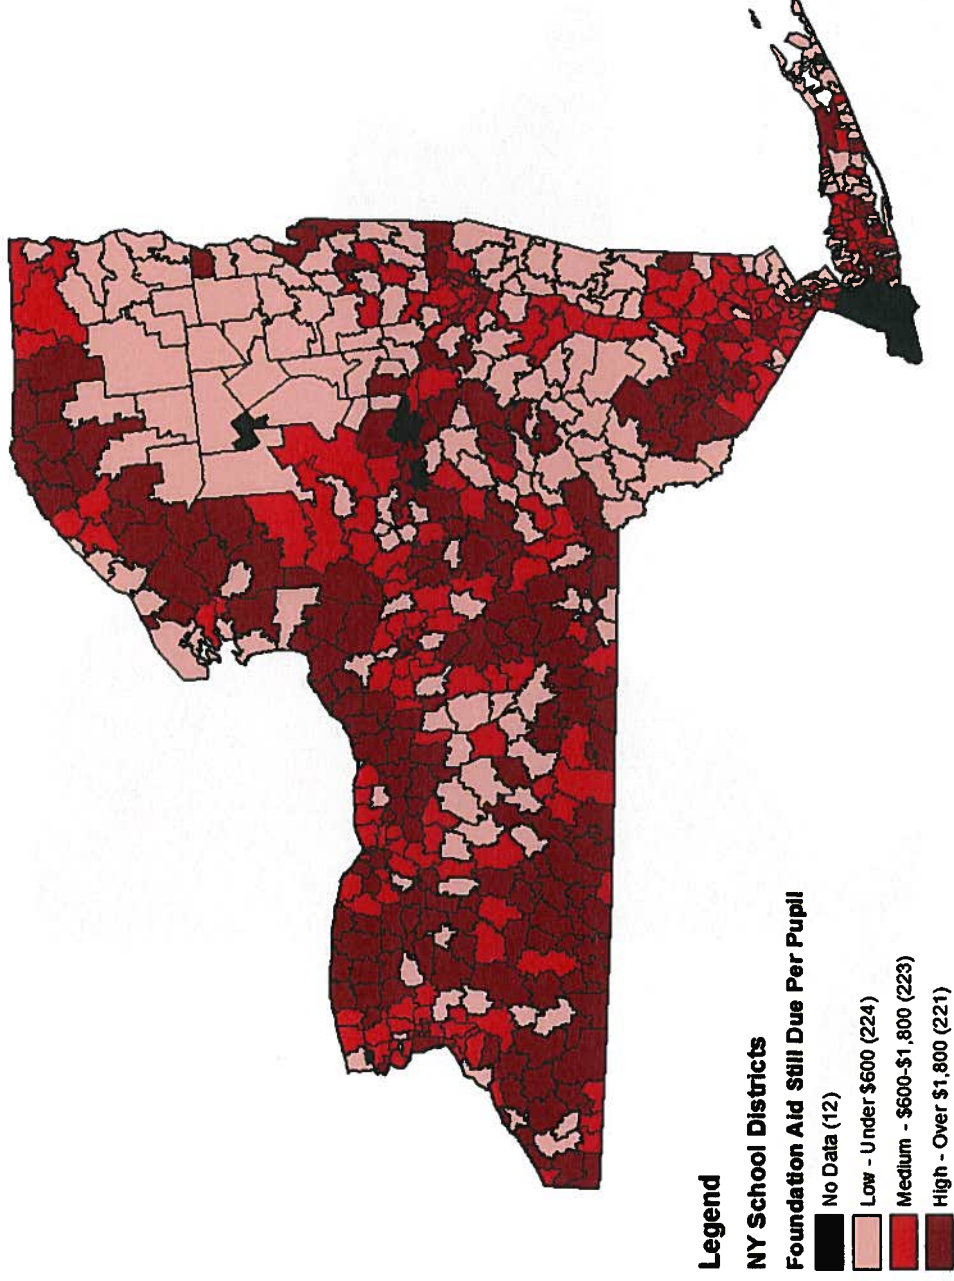 Legend
NY School Districts
Foundation Aid Still Due Per Pupil
No Data (12)
Low - Under $600 (224)
Medium - $600-$1,800 (223)
High - Over $1,800 (221)